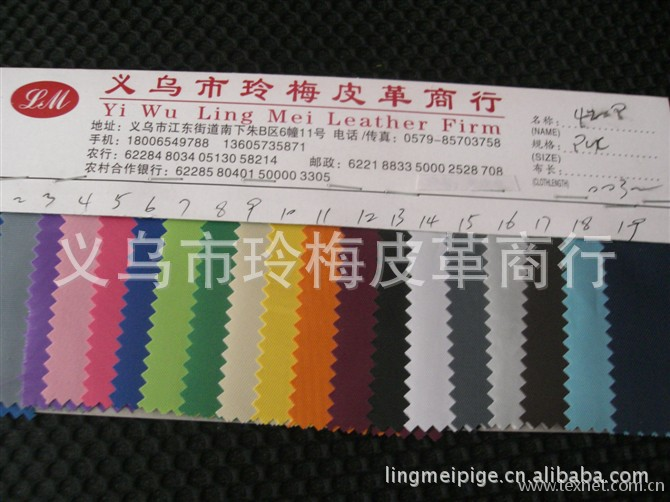 LM
义乌市玲梅皮革商行
Yi Wu Ling Mei Leather Firm
地址：义乌市江东街道南下朱B区6幢11号 电话/传真：0579-85703758
手机：18006549788 13605735871
农行：62284 8034 05130 58214 邮政：6221 8833 5000 2528 708
农村合作银行：62285 80401 50000 3305
名称：
(NAME)
规格：PVC
(SIZE)
布长：
(CLOTHLENGTH)
2 3 4 5 6 7 8 9 10 11 12 13 14 15 16 17 18 19
义乌市玲梅皮革商行
lingmeipige.cn.alibaba.com
www.texnet.com.cn